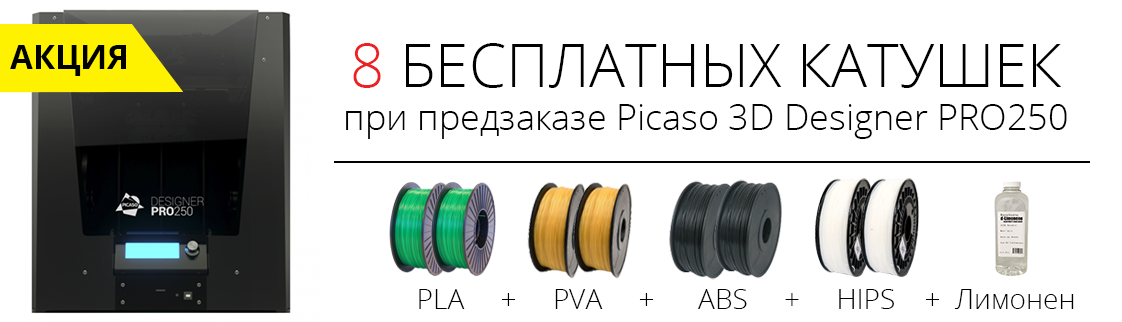 АКЦИЯ
8 БЕСПЛАТНЫХ КАТУШЕК
при предзаказе Picaso 3D Designer PRO250
PICASO
DESIGNER
PRO250
PLA + PVA + ABS + HIPS + Лимонен